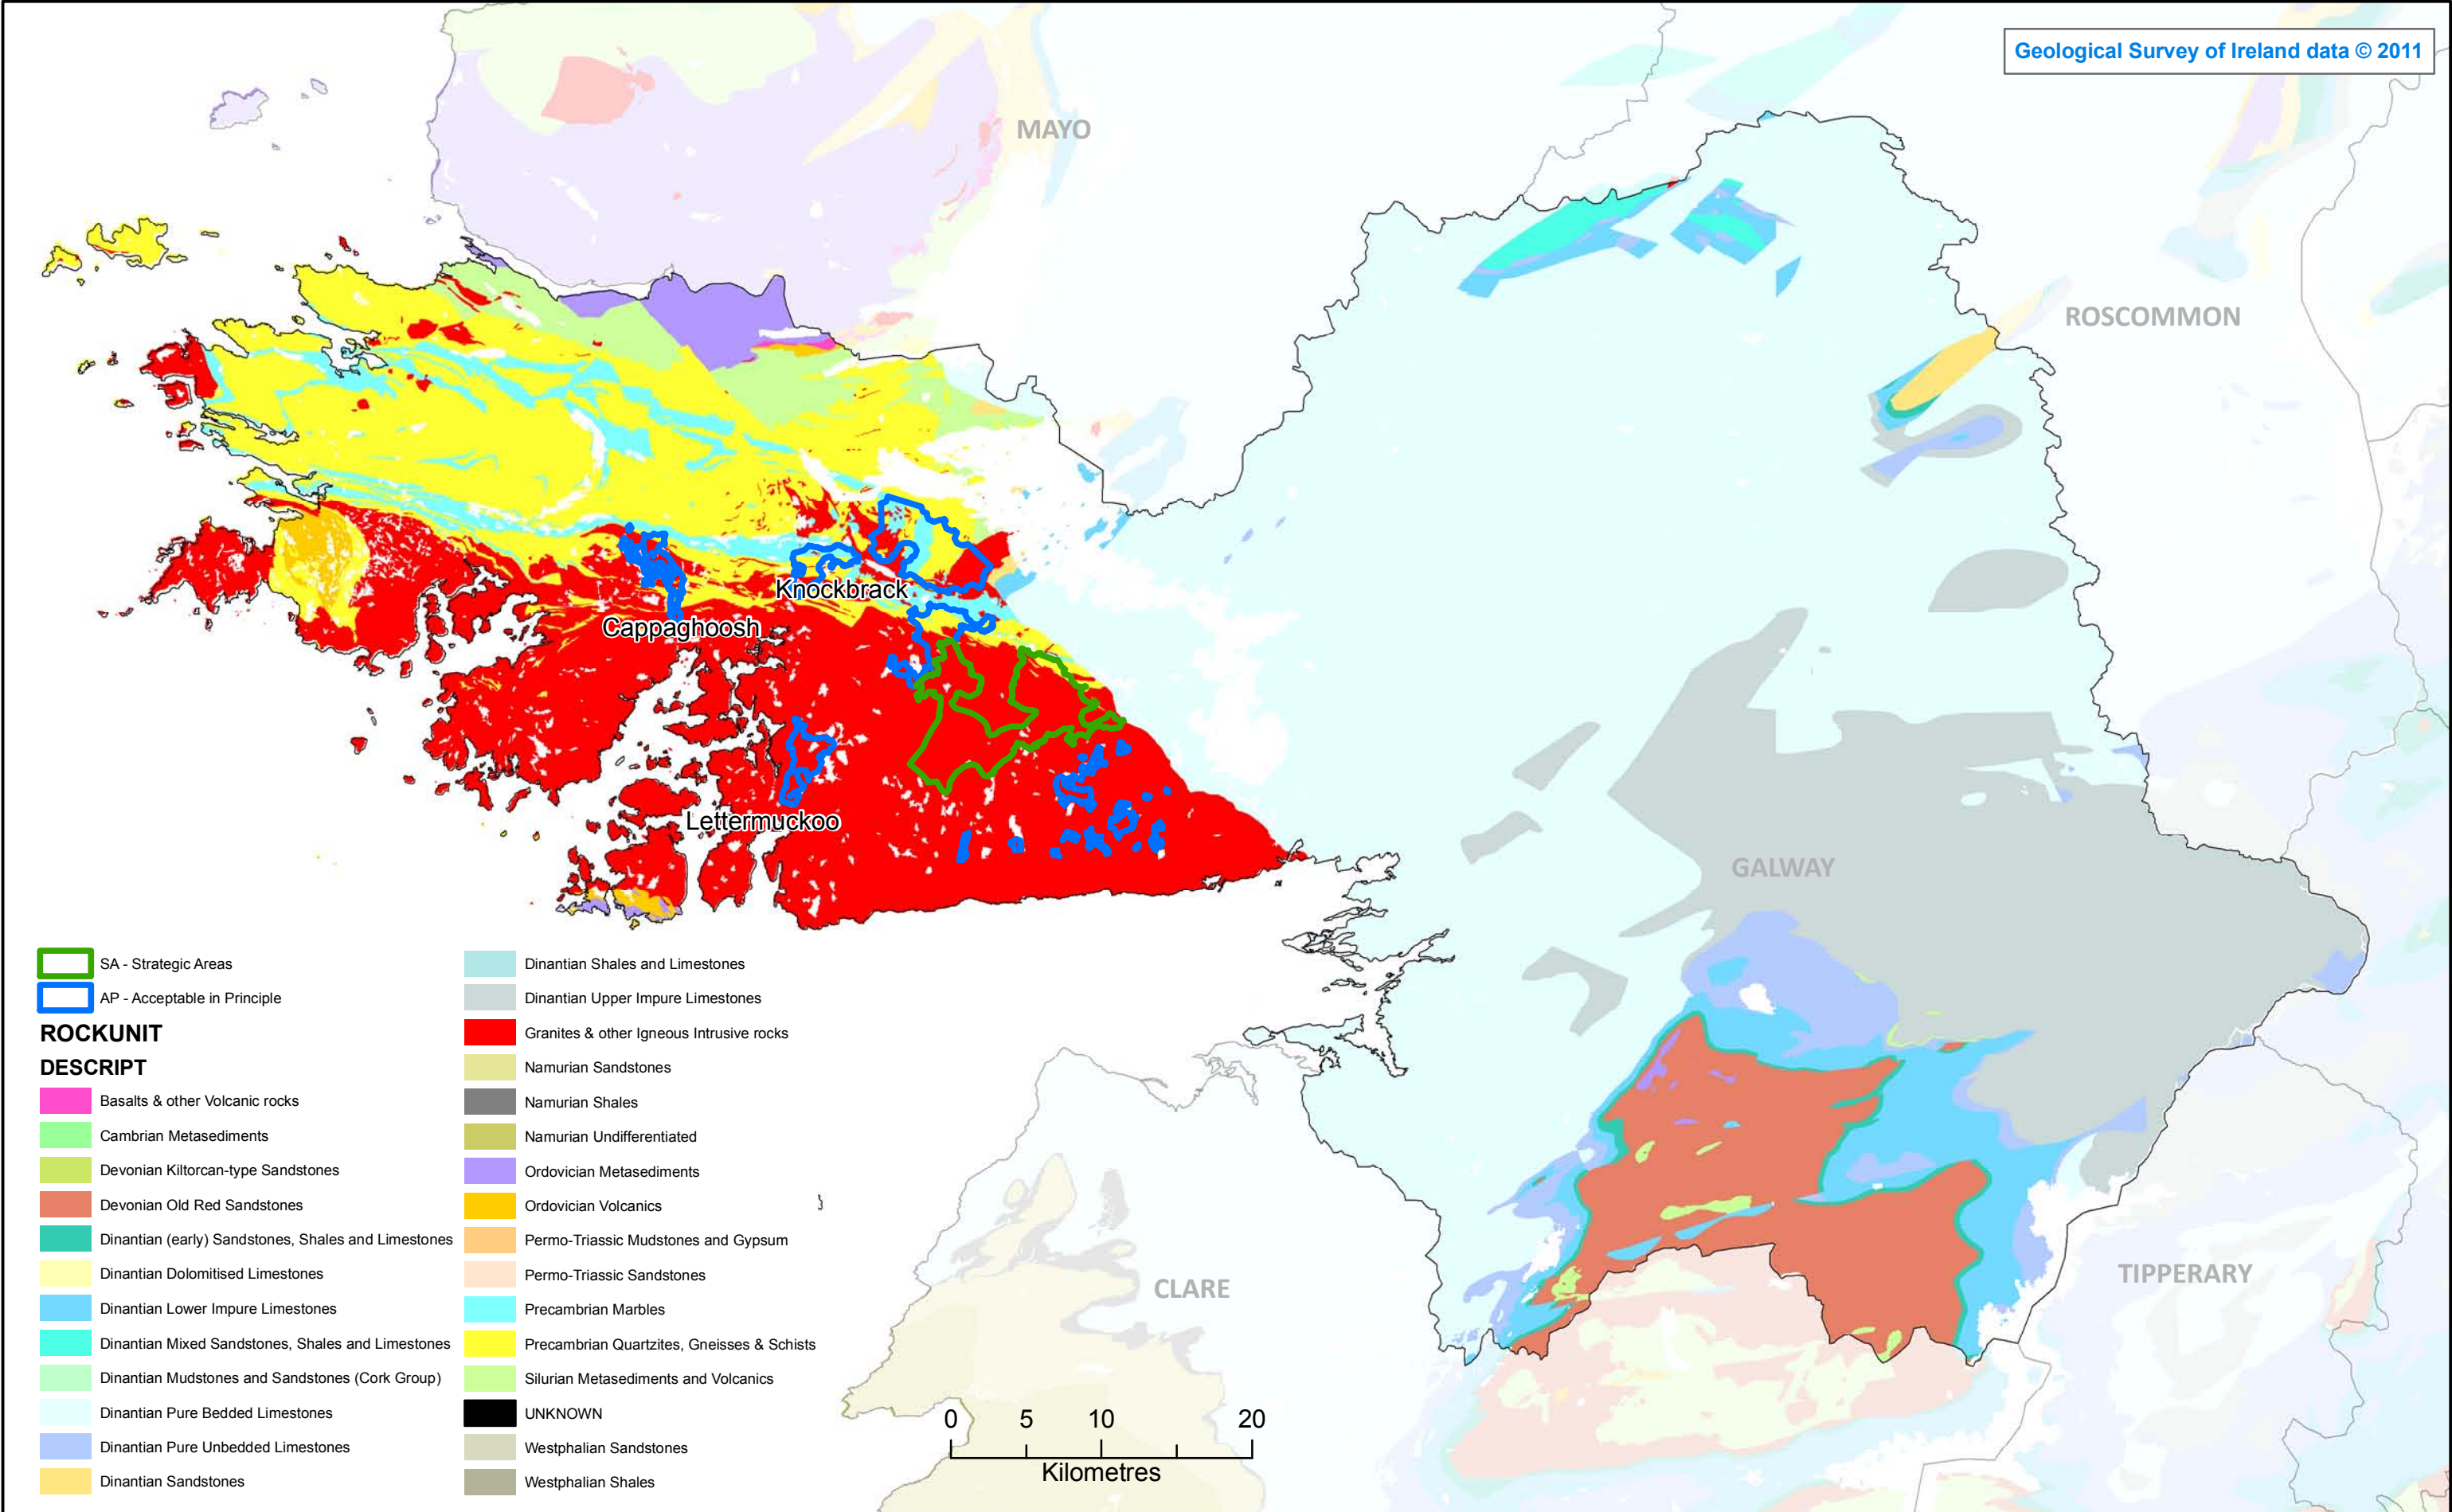 Geological Survey of Ireland data © 2011
MAYO
ROSCOMMON
Knockbrack
Cappaghoosh
Lettermuckoo
GALWAY
CLARE
TIPPERARY
SA - Strategic Areas
AP - Acceptable in Principle
ROCKUNIT
DESCRIPT
Basalts & other Volcanic rocks
Cambrian Metasediments
Devonian Kiltorcan-type Sandstones
Devonian Old Red Sandstones
Dinantian (early) Sandstones, Shales and Limestones
Dinantian Dolomitised Limestones
Dinantian Lower Impure Limestones
Dinantian Mixed Sandstones, Shales and Limestones
Dinantian Mudstones and Sandstones (Cork Group)
Dinantian Pure Bedded Limestones
Dinantian Pure Unbedded Limestones
Dinantian Sandstones
Dinantian Shales and Limestones
Dinantian Upper Impure Limestones
Granites & other Igneous Intrusive rocks
Namurian Sandstones
Namurian Shales
Namurian Undifferentiated
Ordovician Metasediments
Ordovician Volcanics
Permo-Triassic Mudstones and Gypsum
Permo-Triassic Sandstones
Precambrian Marbles
Precambrian Quartzites, Gneisses & Schists
Silurian Metasediments and Volcanics
UNKNOWN
Westphalian Sandstones
Westphalian Shales
0 5 10 20
Kilometres